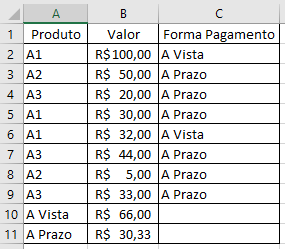 A B C
1 Produto Valor Forma Pagamento
2 A1 R$100,00 A Vista
3 A2 R$ 50,00 A Prazo
4 A3 R$ 20,00 A Prazo
5 A1 R$ 30,00 A Prazo
6 A1 R$ 32,00 A Vista
7 A3 R$ 44,00 A Prazo
8 A2 R$ 5,00 A Prazo
9 A3 R$ 33,00 A Prazo
10 A Vista R$ 66,00
11 A Prazo R$ 30,33